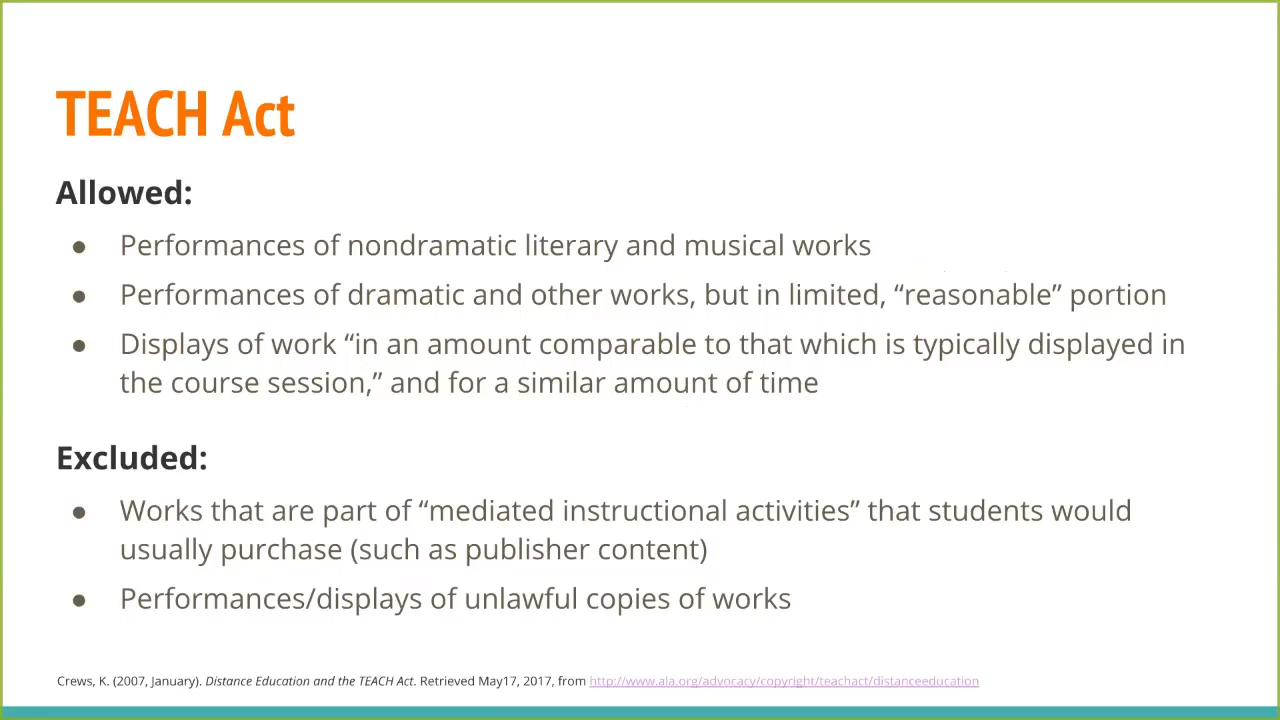 TEACH Act
Allowed:
● Performances of nondramatic literary and musical works
● Performances of dramatic and other works, but in limited, “reasonable” portion
● Displays of work “in an amount comparable to that which is typically displayed in
the course session,” and for a similar amount of time
Excluded:
● Works that are part of “mediated instructional activities” that students would
usually purchase (such as publisher content)
● Performances/displays of unlawful copies of works
Crews, K. (2007, January). Distance Education and the TEACH Act. Retrieved May17, 2017, from http://www.ala.org/advocacy/copyright/teachact/distanceeducation